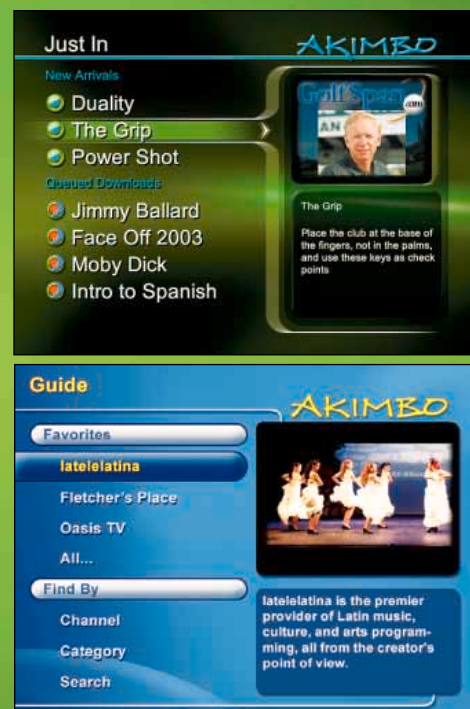 Just In
AKIMBO
New Arrivals
Duality
The Grip
Power Shot
Queued Downloads
Jimmy Ballard
Face Off 2003
Moby Dick
Intro to Spanish
Golf Span
.com
AN
The Grip
Place the club at the base of
the fingers, not in the palms,
and use these keys as check
points
Guide
AKIMBO
Favorites
latelelatina
Fletcher's Place
Oasis TV
All...
Find By
Channel
Category
Search
latelelatina is the premier
provider of Latin music,
culture, and arts program-
ming, all from the creator's
point of view.